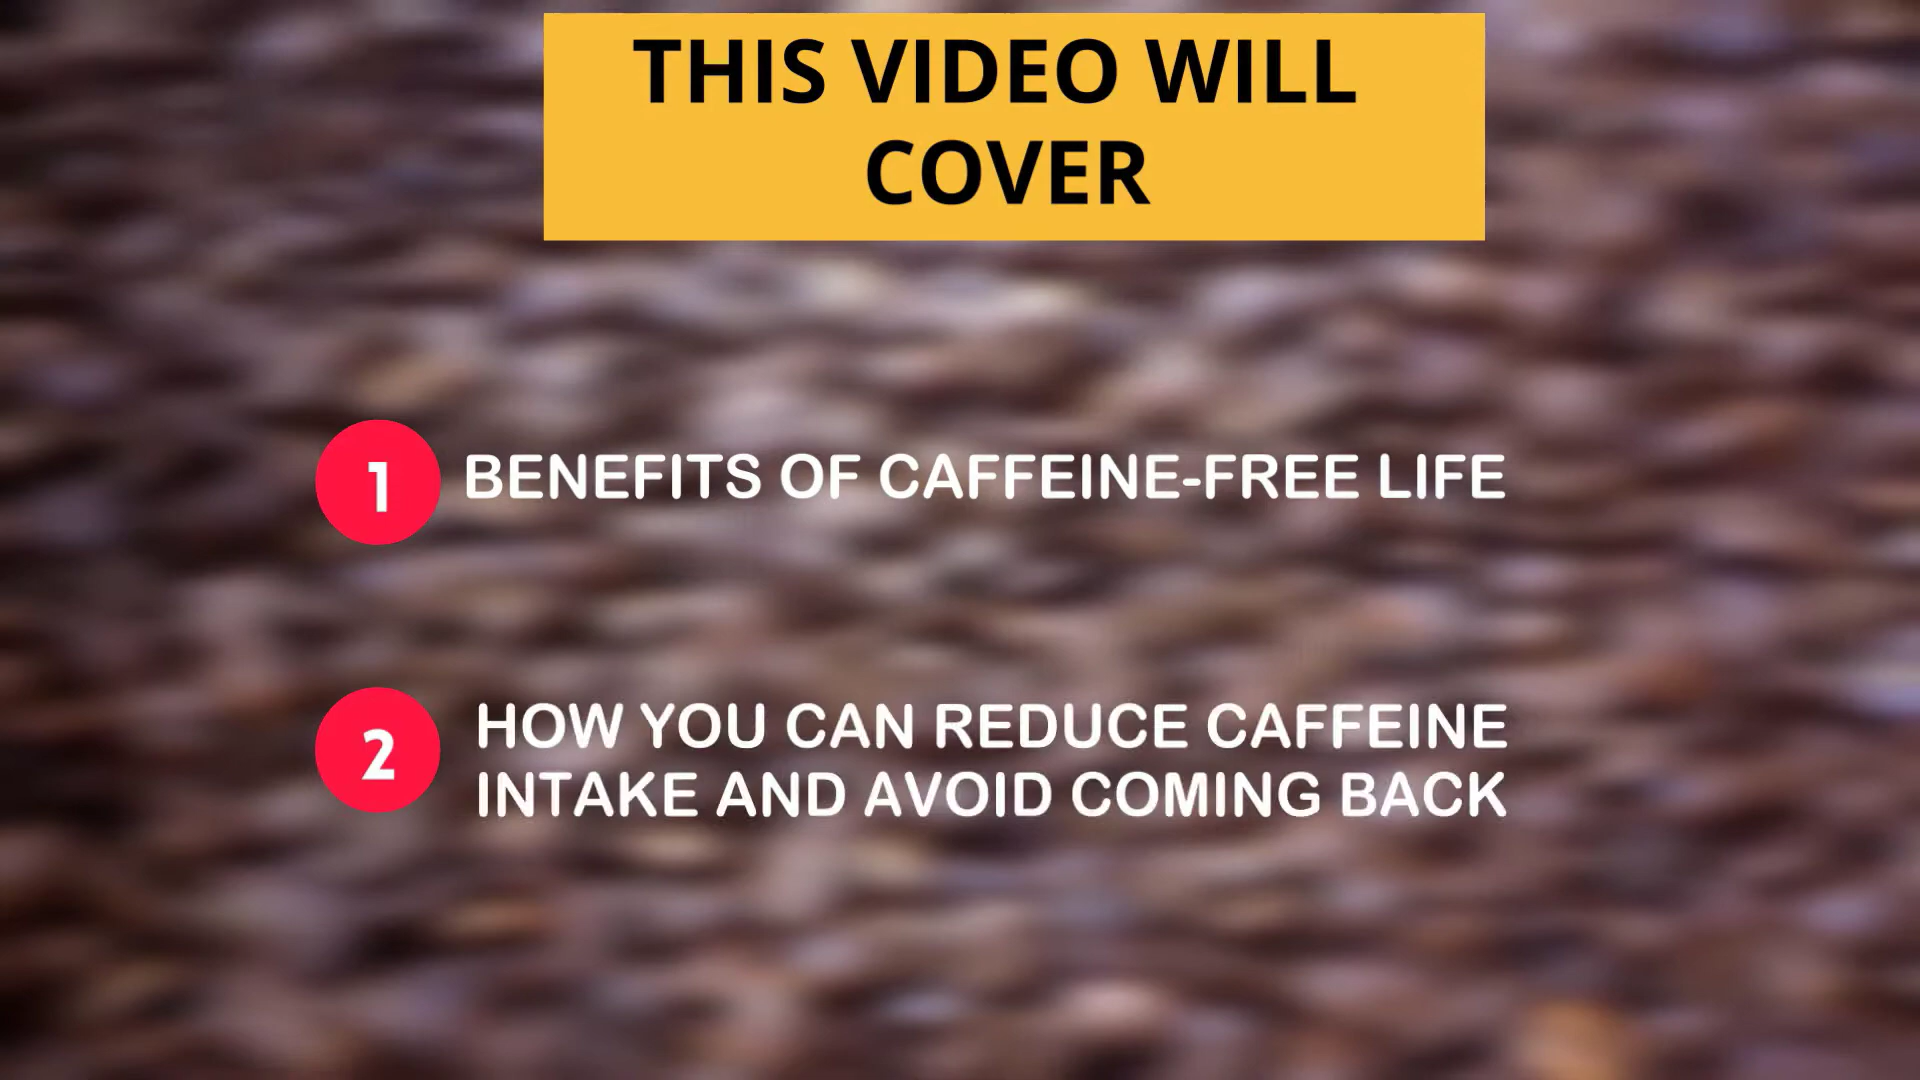 THIS VIDEO WILL
COVER
1 BENEFITS OF CAFFEINE-FREE LIFE
2 HOW YOU CAN REDUCE CAFFEINE
INTAKE AND AVOID COMING BACK